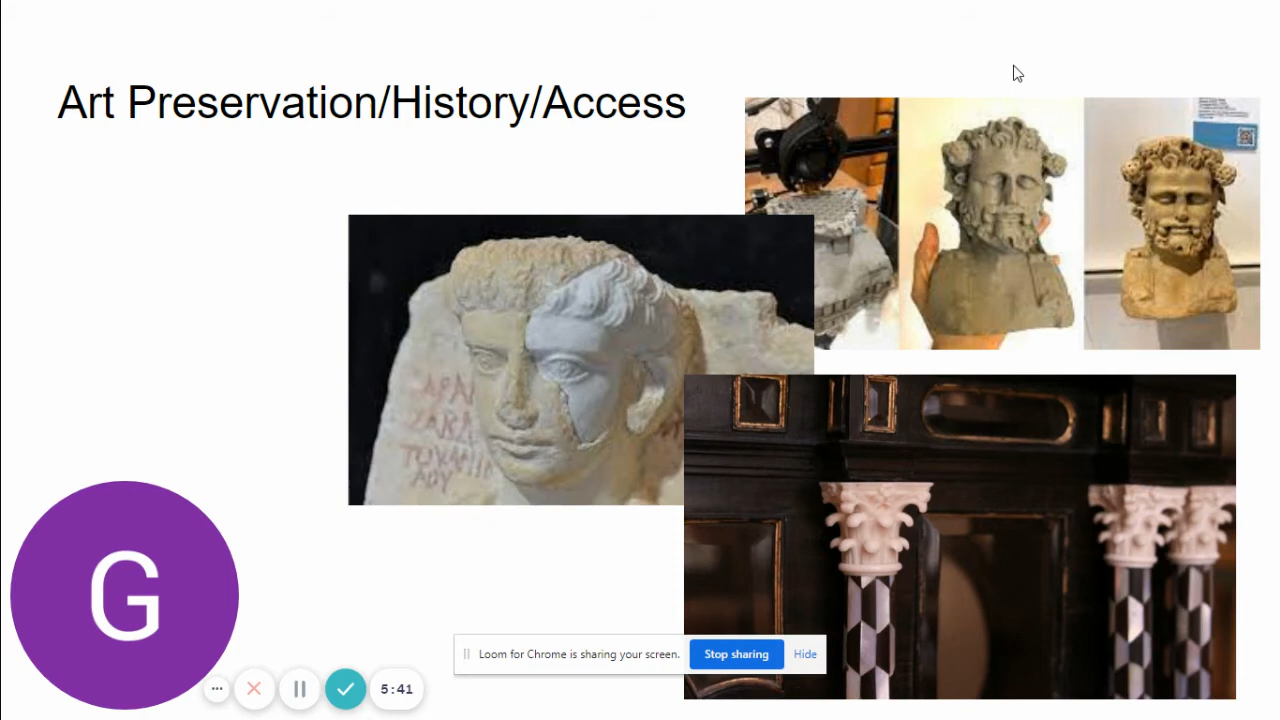 Art Preservation/History/Access
G
Loom for Chrome is sharing your screen.
Stop sharing
Hide
5:41